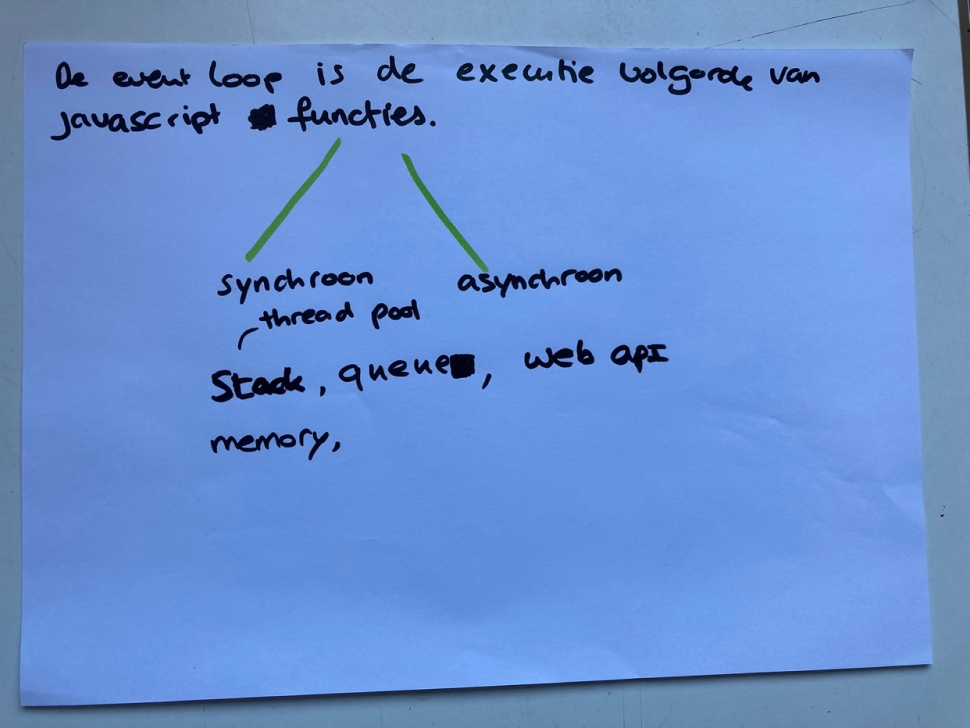 De event loop is de executie volgorde van
javascript functies.
synchroon asynchroon
thread pool
Stack, queue, web apI
memory,